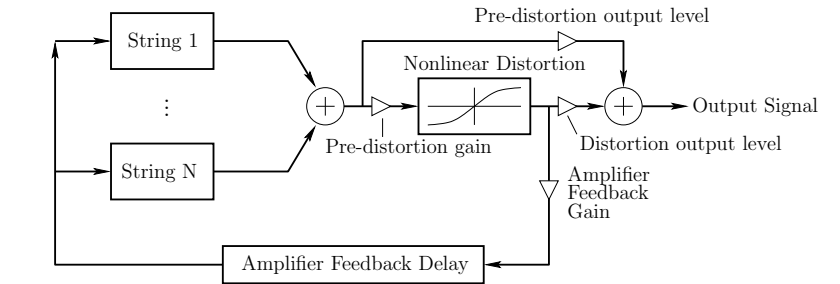 Pre-distortion output level
String 1
Nonlinear Distortion
Output Signal
Pre-distortion gain
Distortion output level
String N
Amplifier
Feedback
Gain
Amplifier Feedback Delay